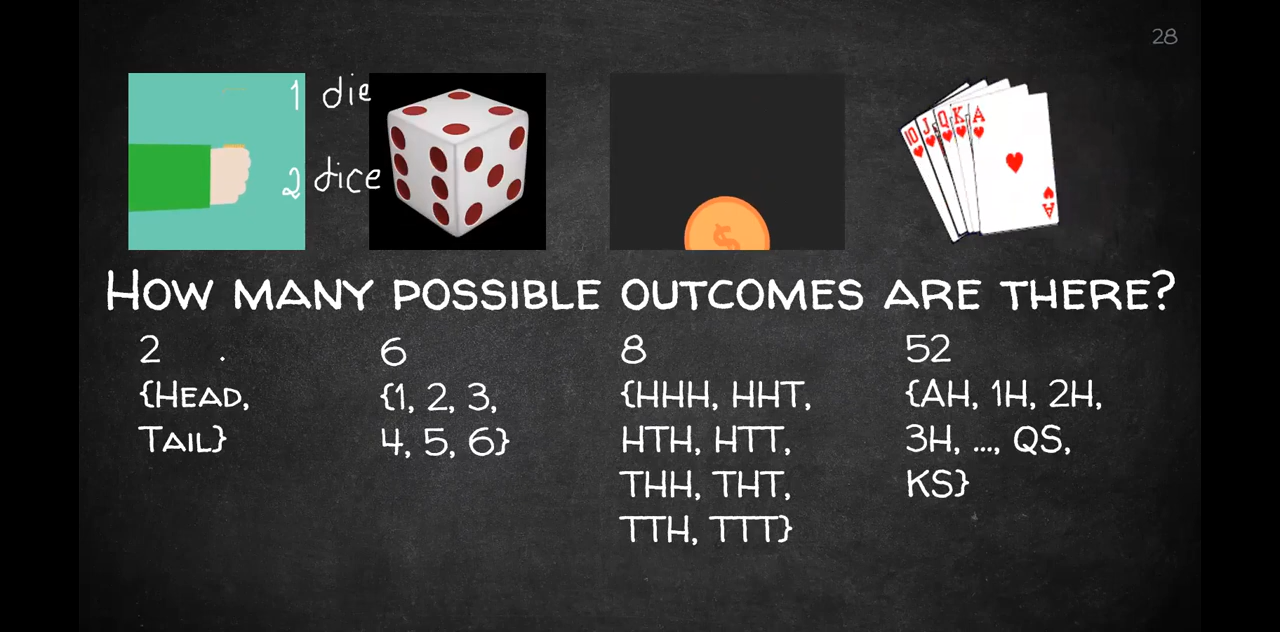 28
1 die
2 dice
10 J Q K A
A
$
How many possible outcomes are there?
2
{Head,
Tail}
6
{1, 2, 3,
4, 5, 6}
8
{HHH, HHT,
HTH, HTT,
THH, THT,
TTH, TTT}
52
{AH, 1H, 2H,
3H, ..., QS,
KS}